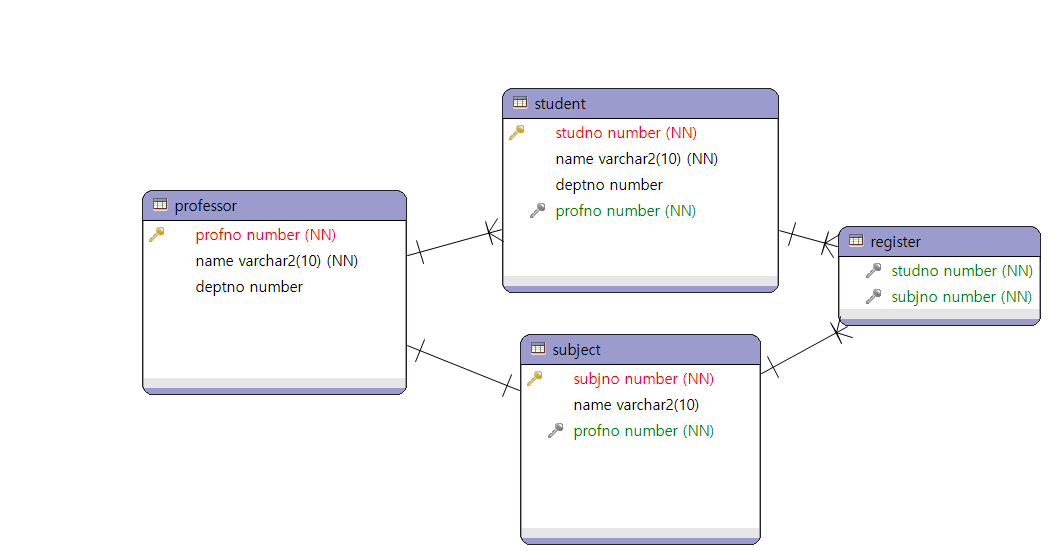 professor
profno number (NN)
name varchar2(10) (NN)
deptno number
student
studno number (NN)
name varchar2(10) (NN)
deptno number
profno number (NN)
subject
subjno number (NN)
name varchar2(10)
profno number (NN)
register
studno number (NN)
subjno number (NN)